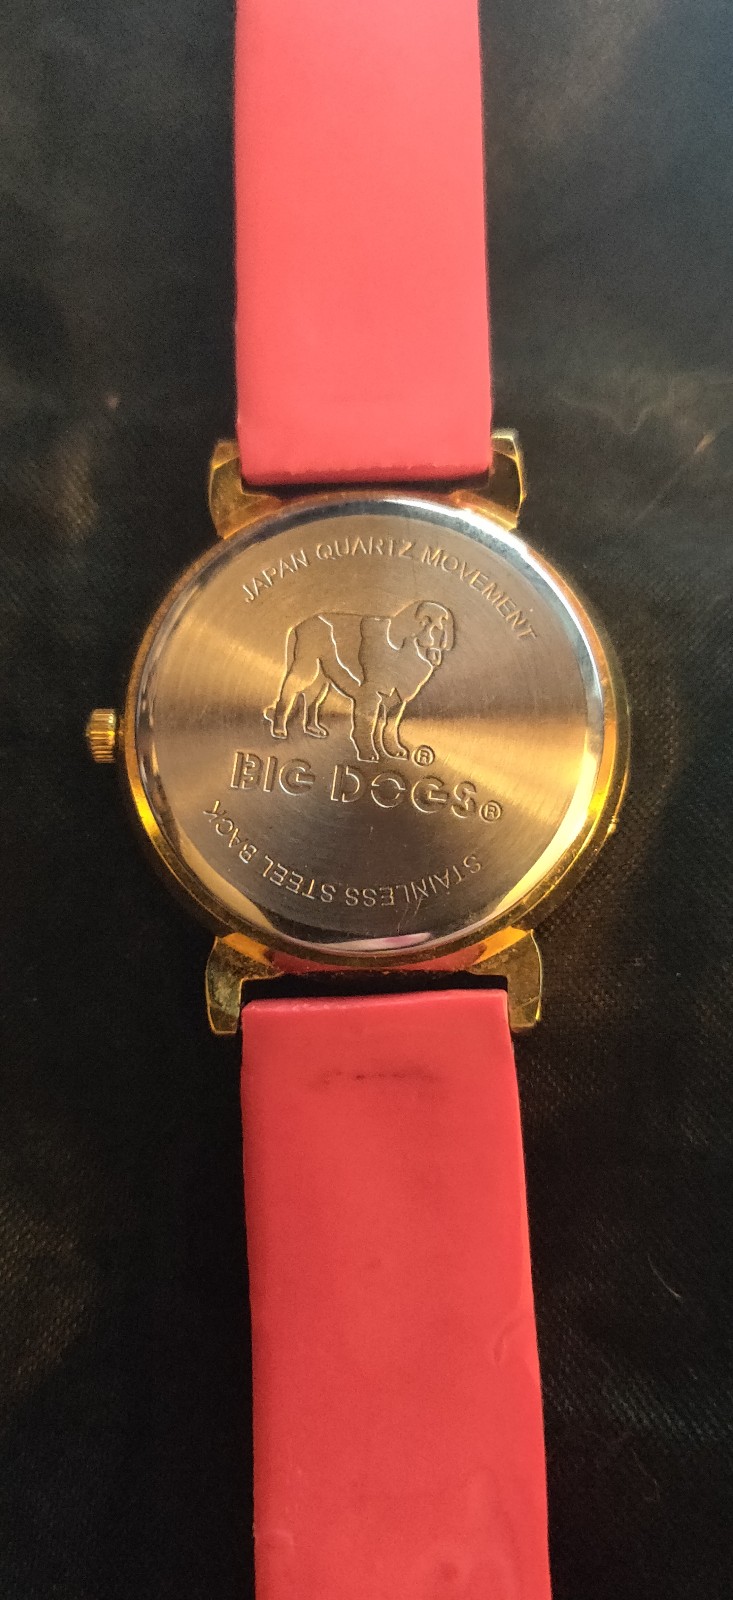 JAPAN QUARTZ MOVEMENT
®
BIG DOGS®
STAINLESS STEEL BACK